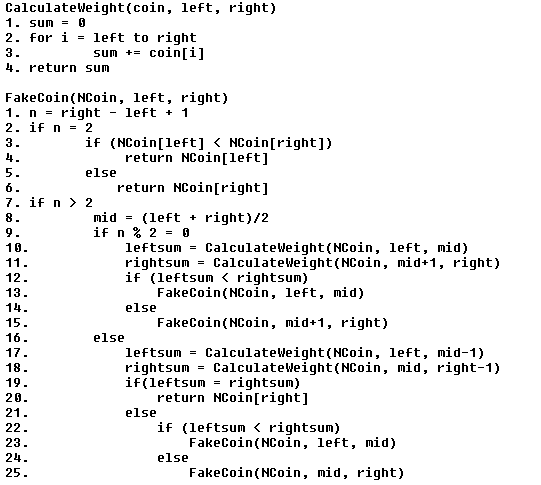 CalculateWeight(coin, left, right)
1. sum = 0
2. for i = left to right
3.         sum += coin[i]
4. return sum

FakeCoin(NCoin, left, right)
1. n = right - left + 1
2. if n = 2
3.        if (NCoin[left] < NCoin[right])
4.             return NCoin[left]
5.        else
6.            return NCoin[right]
7. if n > 2
8.         mid = (left + right)/2
9.         if n % 2 = 0
10.            leftsum = CalculateWeight(NCoin, left, mid)
11.            rightsum = CalculateWeight(NCoin, mid+1, right)
12.            if (leftsum < rightsum)
13.                FakeCoin(NCoin, left, mid)
14.            else
15.                FakeCoin(NCoin, mid+1, right)
16.        else
17.            leftsum = CalculateWeight(NCoin, left, mid-1)
18.            rightsum = CalculateWeight(NCoin, mid, right-1)
19.            if(leftsum = rightsum)
20.                return NCoin[right]
21.            else
22.                if (leftsum < rightsum)
23.                    FakeCoin(NCoin, left, mid)
24.                else
25.                    FakeCoin(NCoin, mid, right)